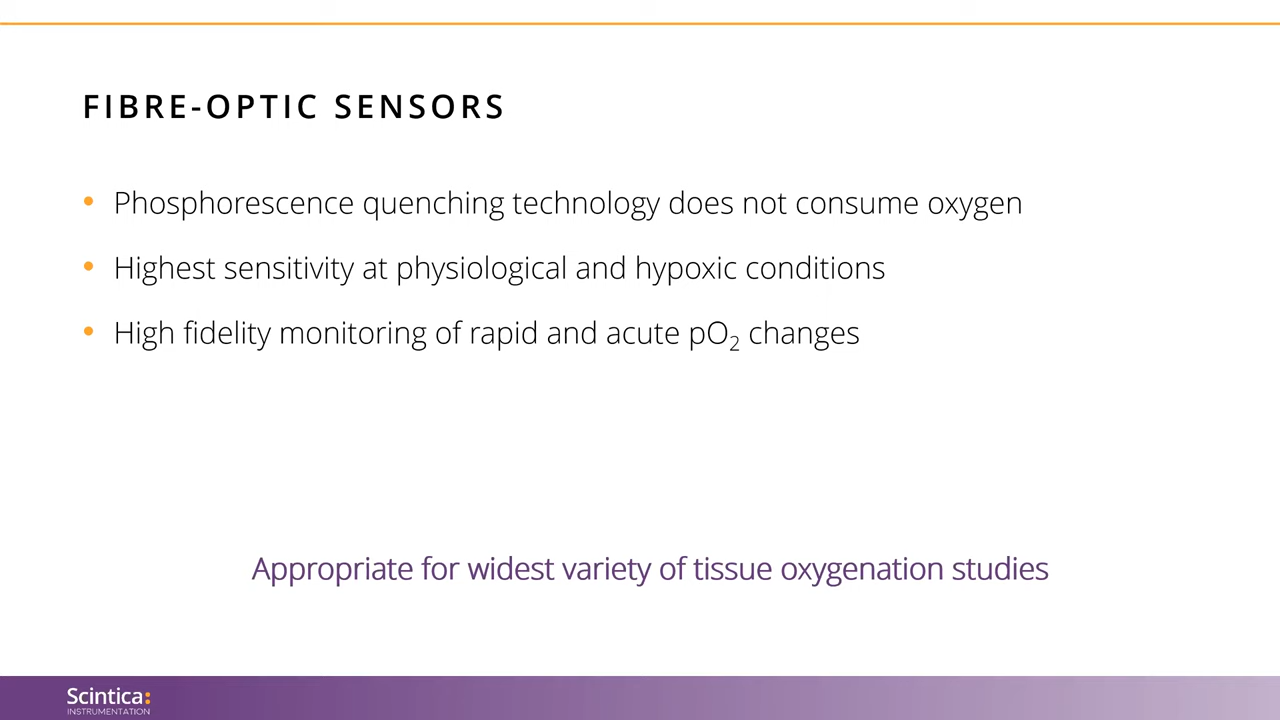 FIBRE-OPTIC SENSORS
• Phosphorescence quenching technology does not consume oxygen
• Highest sensitivity at physiological and hypoxic conditions
• High fidelity monitoring of rapid and acute pO₂ changes
Appropriate for widest variety of tissue oxygenation studies
Scintica:
INSTRUMENTATION